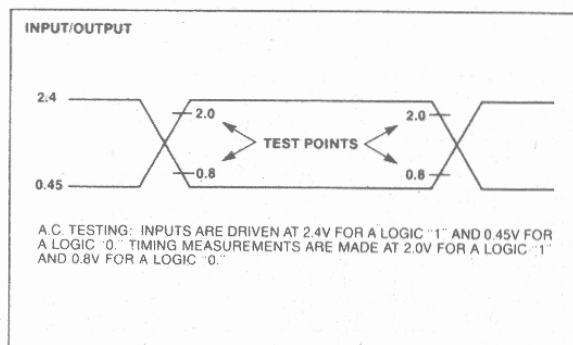 INPUT/OUTPUT
2.4
2.0
2.0
TEST POINTS
0.8
0.8
0.45
A.C. TESTING: INPUTS ARE DRIVEN AT 2.4V FOR A LOGIC "1" AND 0.45V FOR
A LOGIC "0." TIMING MEASUREMENTS ARE MADE AT 2.0V FOR A LOGIC "1"
AND 0.8V FOR A LOGIC "0."